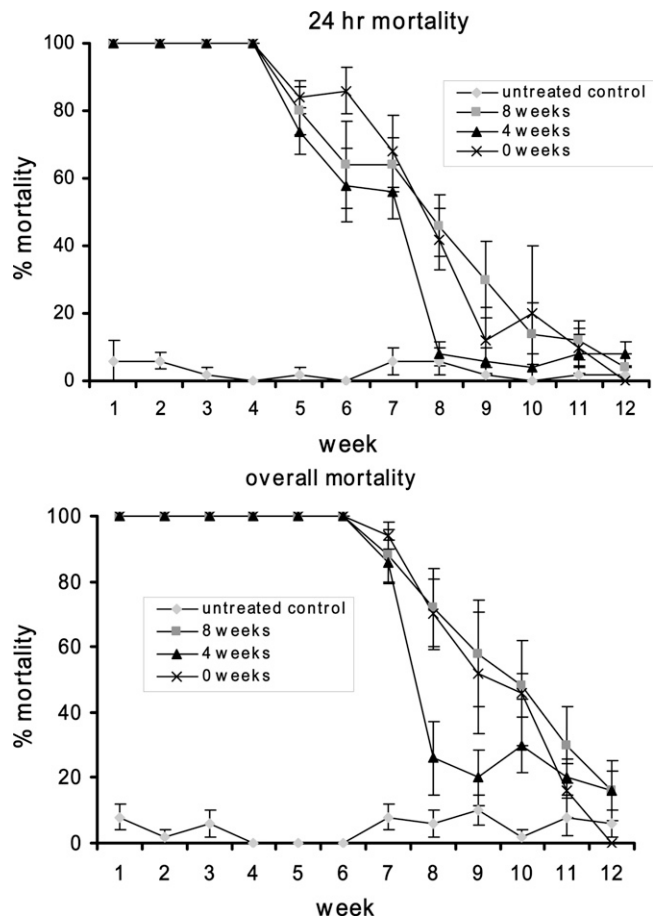 24 hr mortality
100
80
60
40
20
0
% mortality
untreated control
8 weeks
4 weeks
0 weeks
1 2 3 4 5 6 7 8 9 10 11 12
week
overall mortality
100
80
60
40
20
0
% mortality
untreated control
8 weeks
4 weeks
0 weeks
1 2 3 4 5 6 7 8 9 10 11 12
week